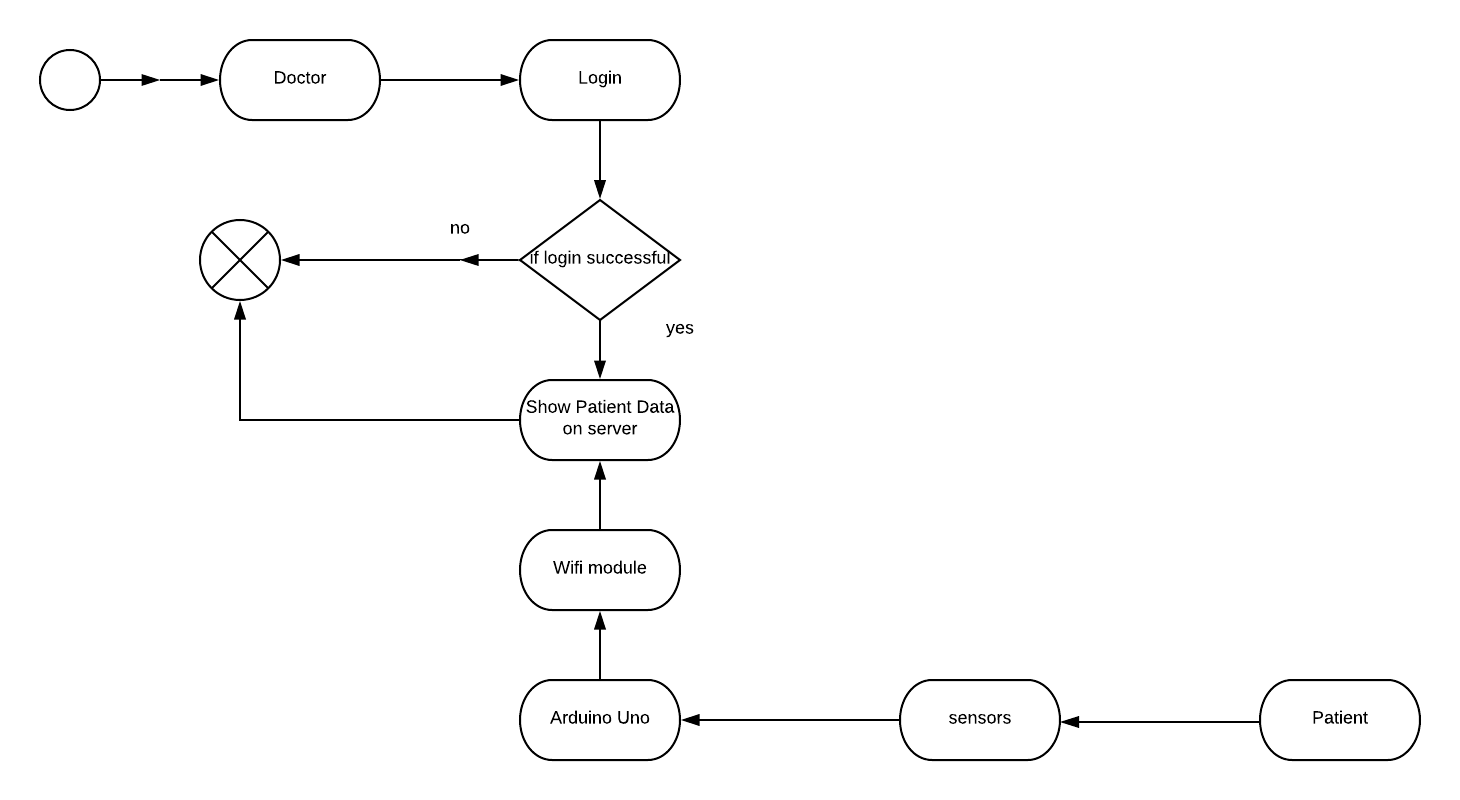 Doctor
Login
no
if login successful
yes
Show Patient Data
on server
Wifi module
Arduino Uno
sensors
Patient